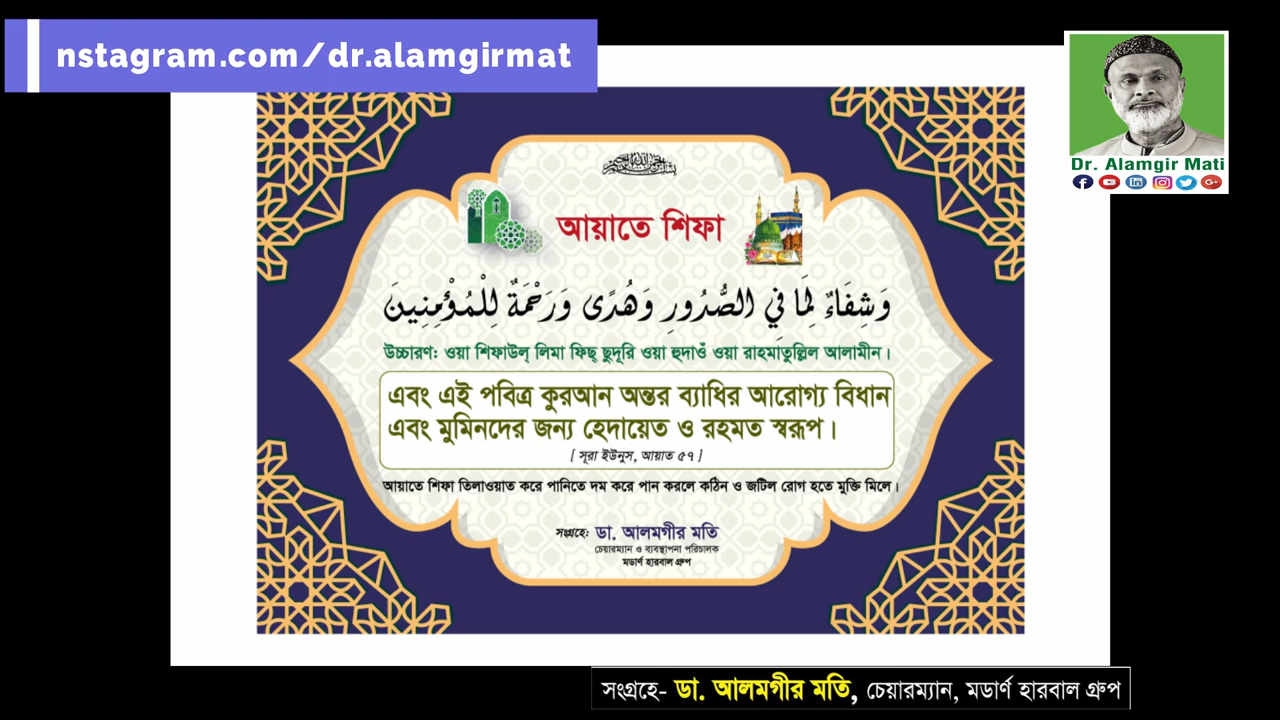 nstagram.com/dr.alamgirmat
Dr. Alamgir Mati
আয়াতে শিফা
وَشِفَاءٌ لِمَا فِي الصُّدُورِ وَهُدًى وَرَحْمَةٌ لِلْمُؤْمِنِينَ
উচ্চারণ: ওয়া শিফাউল্ লিমা ফিছ্ ছুদূরি ওয়া হুদাওঁ ওয়া রাহমাতুল্লিল আলামীন।
এবং এই পবিত্র কুরআন অন্তর ব্যাধির আরোগ্য বিধান
এবং মুমিনদের জন্য হেদায়েত ও রহমত স্বরূপ।
[ সূরা ইউনুস, আয়াত ৫৭ ]
আয়াতে শিফা তিলাওয়াত করে পানিতে দম করে পান করলে কঠিন ও জটিল রোগ হতে মুক্তি মিলে।
সংগ্রহে: ডা. আলমগীর মতি
চেয়ারম্যান ও ব্যবস্থাপনা পরিচালক
মডার্ণ হারবাল গ্রুপ
সংগ্রহে- ডা. আলমগীর মতি, চেয়ারম্যান, মডার্ণ হারবাল গ্রুপ